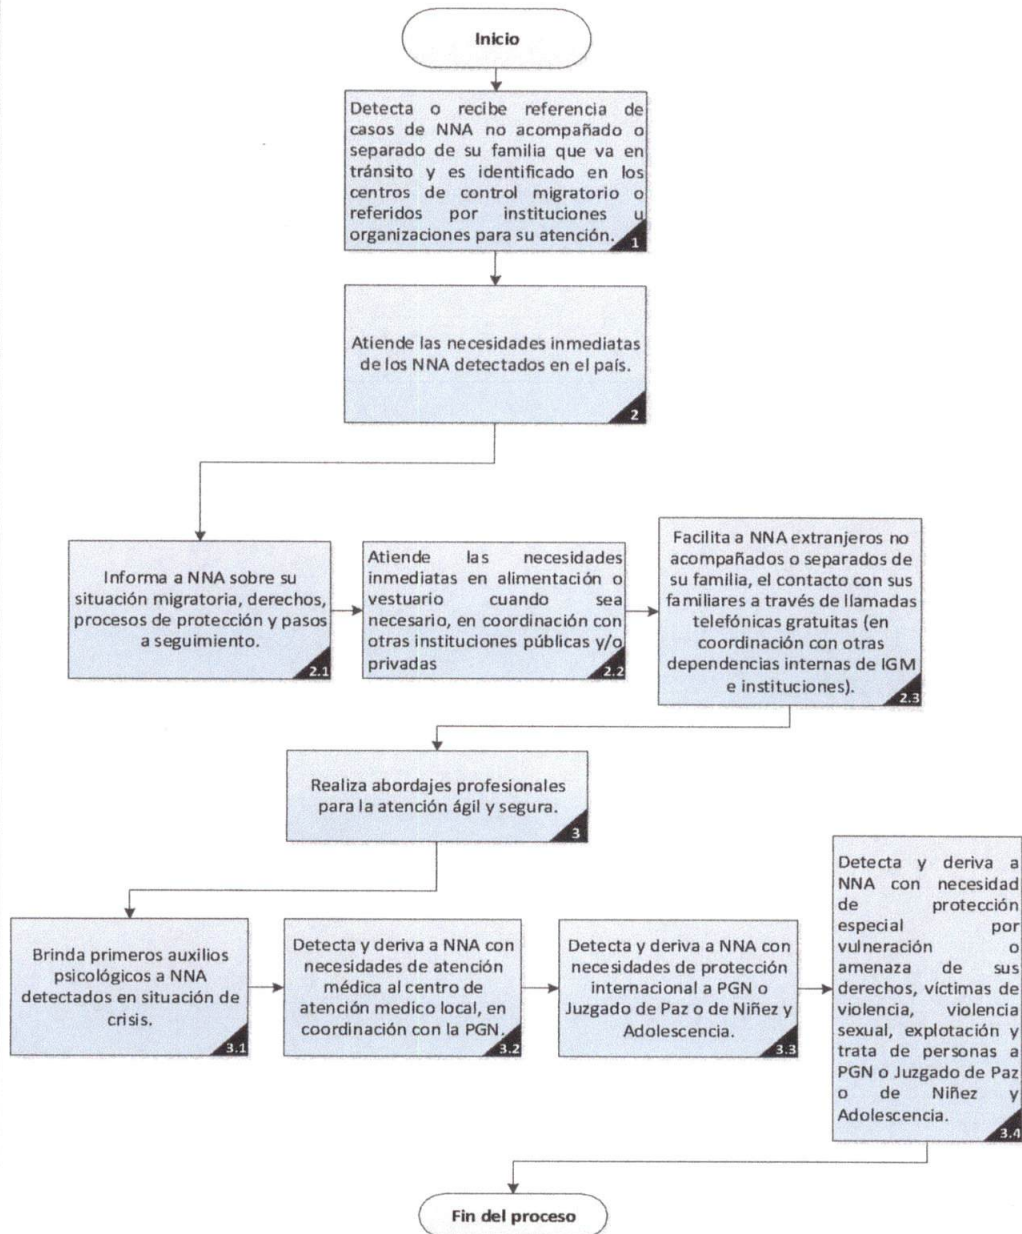 Inicio
Detecta o recibe referencia de
casos de NNA no acompañado o
separado de su familia que va en
tránsito y es identificado en los
centros de control migratorio o
referidos por instituciones u
organizaciones para su atención.
1
Atiende las necesidades inmediatas
de los NNA detectados en el país.
2
Informa a NNA sobre su
situación migratoria, derechos,
procesos de protección y pasos
a seguimiento.
2.1
Atiende las necesidades
inmediatas en alimentación o
vestuario cuando sea
necesario, en coordinación con
otras instituciones públicas y/o
privadas
2.2
Facilita a NNA extranjeros no
acompañados o separados de
su familia, el contacto con sus
familiares a través de llamadas
telefónicas gratuitas (en
coordinación con otras
dependencias internas de IGM
e instituciones).
2.3
Realiza abordajes profesionales
para la atención ágil y segura.
3
Brinda primeros auxilios
psicológicos a NNA
detectados en situación de
crisis.
3.1
Detecta y deriva a NNA con
necesidades de atención
médica al centro de
atención medico local, en
coordinación con la PGN.
3.2
Detecta y deriva a NNA con
necesidades de protección
internacional a PGN o
Juzgado de Paz o de Niñez y
Adolescencia.
3.3
Detecta y deriva a
NNA con necesidad
de protección
especial por
vulneración o
amenaza de sus
derechos, víctimas de
violencia, violencia
sexual, explotación y
trata de personas a
PGN o Juzgado de Paz
o de Niñez y
Adolescencia.
3.4
Fin del proceso